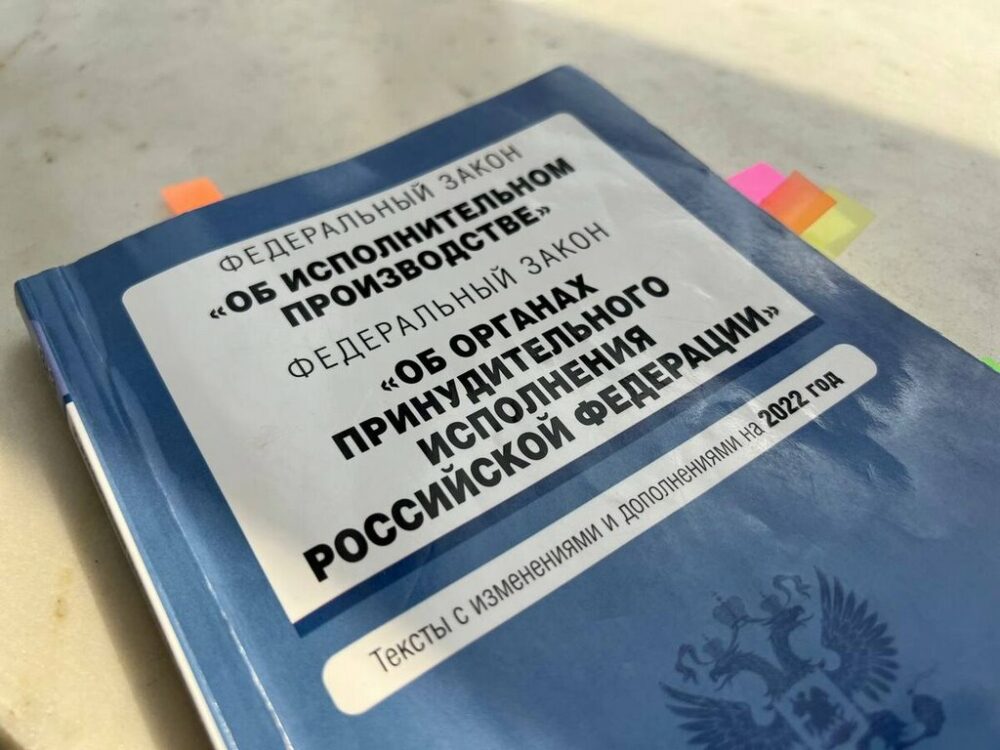 ФЕДЕРАЛЬНЫЙ ЗАКОН
«ОБ ИСПОЛНИТЕЛЬНОМ
ПРОИЗВОДСТВЕ»
ФЕДЕРАЛЬНЫЙ ЗАКОН
«ОБ ОРГАНАХ
ПРИНУДИТЕЛЬНОГО
ИСПОЛНЕНИЯ
РОССИЙСКОЙ ФЕДЕРАЦИИ»
Тексты с изменениями и дополнениями на 2022 год